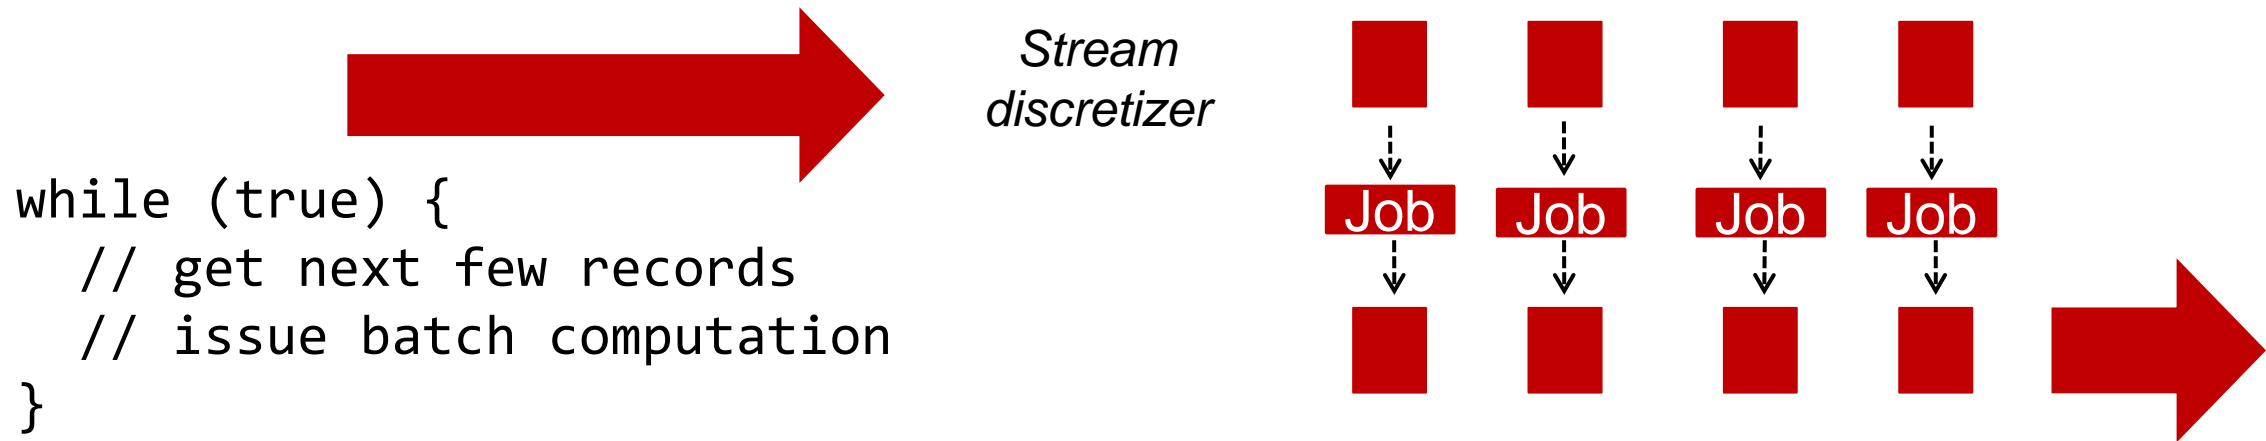 Stream
discretizer
while (true) {
  // get next few records
  // issue batch computation
}
Job
Job
Job
Job